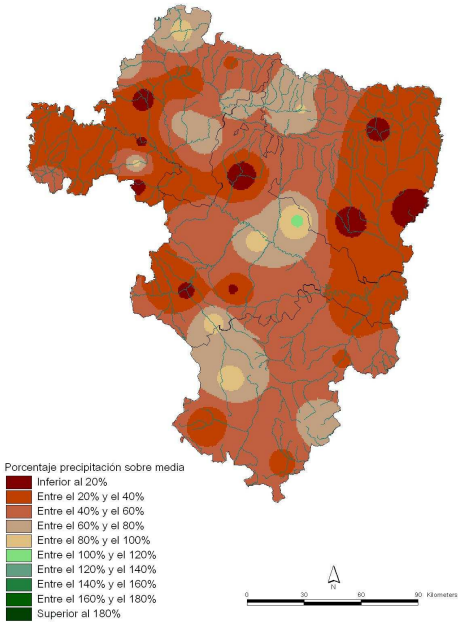 Porcentaje precipitación sobre media
Inferior al 20%
Entre el 20% y el 40%
Entre el 40% y el 60%
Entre el 60% y el 80%
Entre el 80% y el 100%
Entre el 100% y el 120%
Entre el 120% y el 140%
Entre el 140% y el 160%
Entre el 160% y el 180%
Superior al 180%
N
0 30 60 90 Kilometers